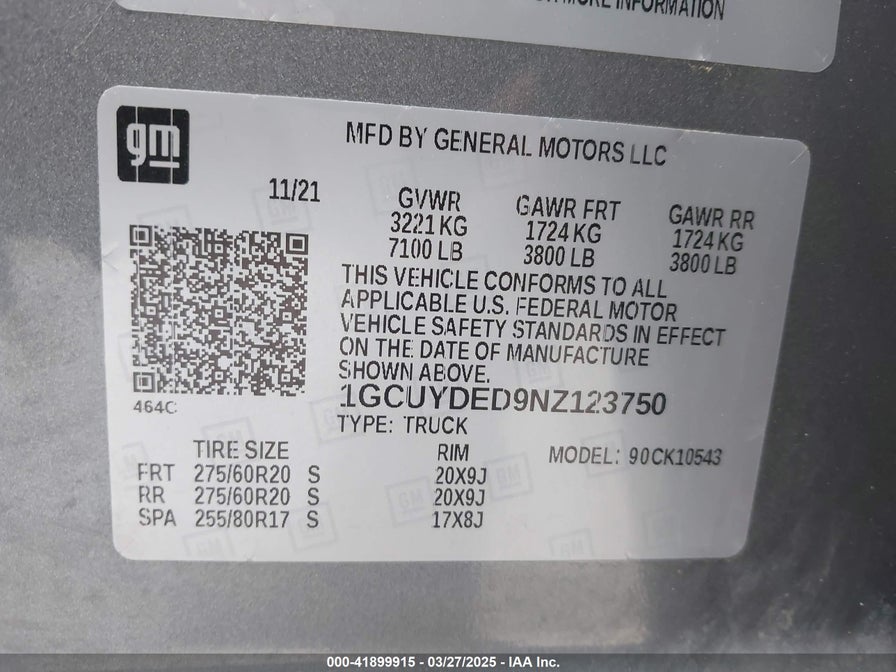 MORE INFORMATION
gm
MFD BY GENERAL MOTORS LLC
11/21
GVWR GAWR FRT GAWR RR
3221 KG 1724 KG 1724 KG
7100 LB 3800 LB 3800 LB
THIS VEHICLE CONFORMS TO ALL
APPLICABLE U.S. FEDERAL MOTOR
VEHICLE SAFETY STANDARDS IN EFFECT
ON THE DATE OF MANUFACTURE
SHOWN ABOVE.
464C
1GCUYDED9NZ123750
TYPE: TRUCK
TIRE SIZE RIM MODEL: 90CK10543
FRT 275/60R20 S 20X9J
RR 275/60R20 S 20X9J
SPA 255/80R17 S 17X8J
000-41899915 - 03/27/2025 - IAA Inc.